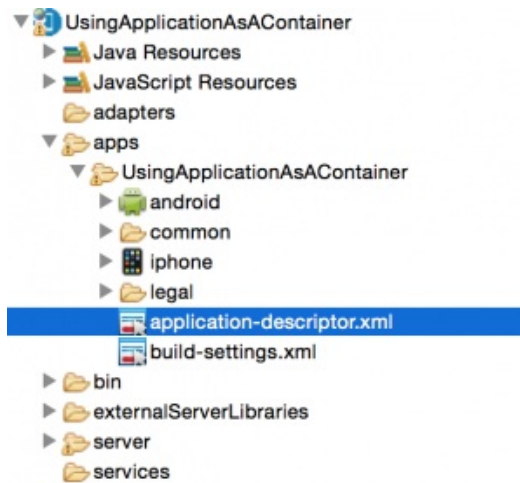 UsingApplicationAsAContainer
Java Resources
JavaScript Resources
adapters
apps
UsingApplicationAsAContainer
android
common
iphone
legal
application-descriptor.xml
build-settings.xml
bin
externalServerLibraries
server
services